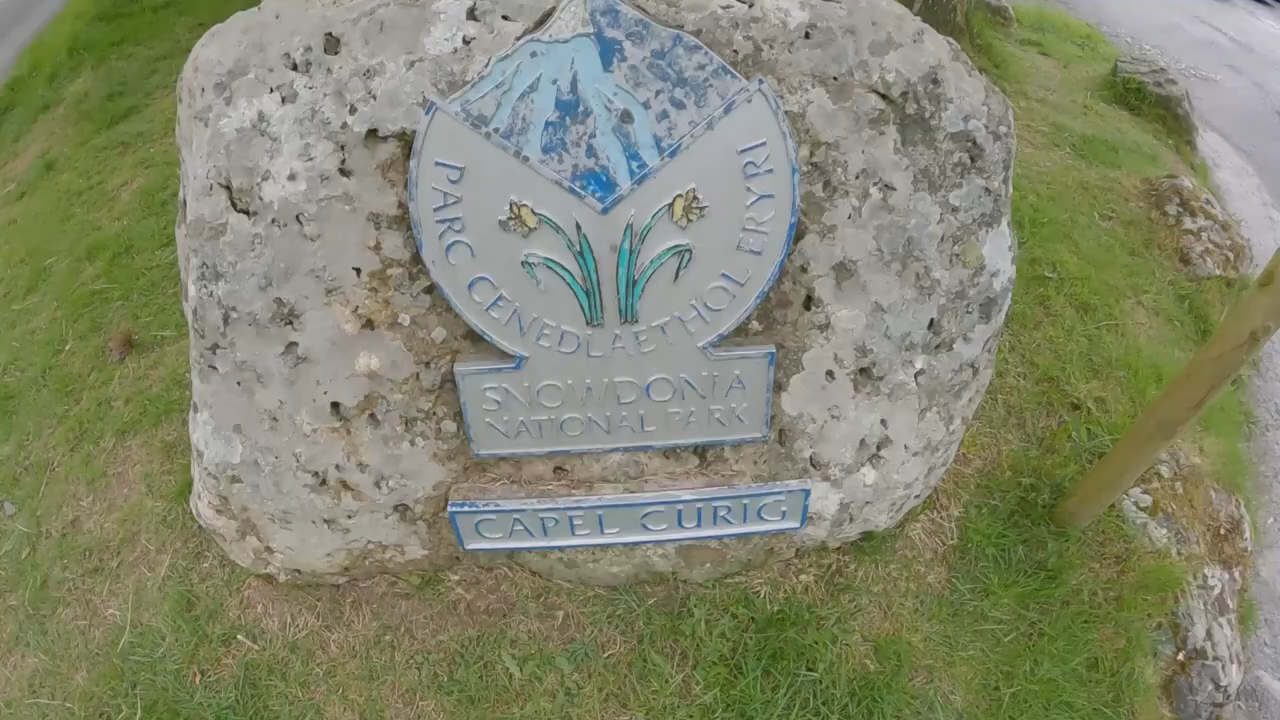 PARC CENEDLAETHOL ERYRI
SNOWDONIA
NATIONAL PARK
CAPEL CURIG